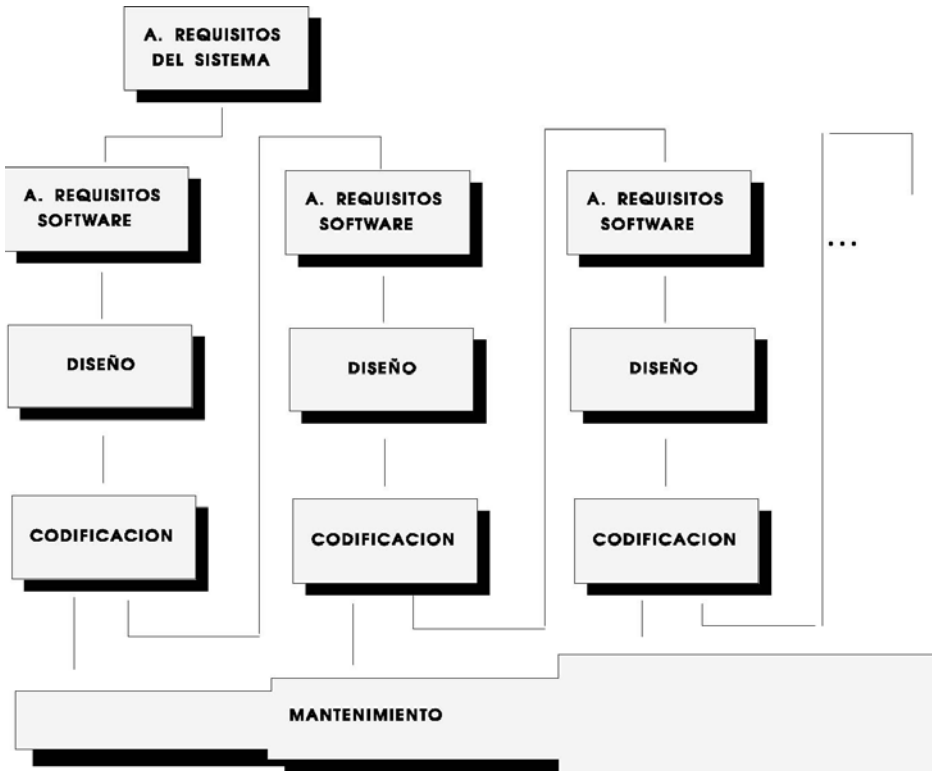 A. REQUISITOS
DEL SISTEMA
A. REQUISITOS
SOFTWARE
A. REQUISITOS
SOFTWARE
A. REQUISITOS
SOFTWARE
...
DISEÑO
DISEÑO
DISEÑO
CODIFICACION
CODIFICACION
CODIFICACION
MANTENIMIENTO